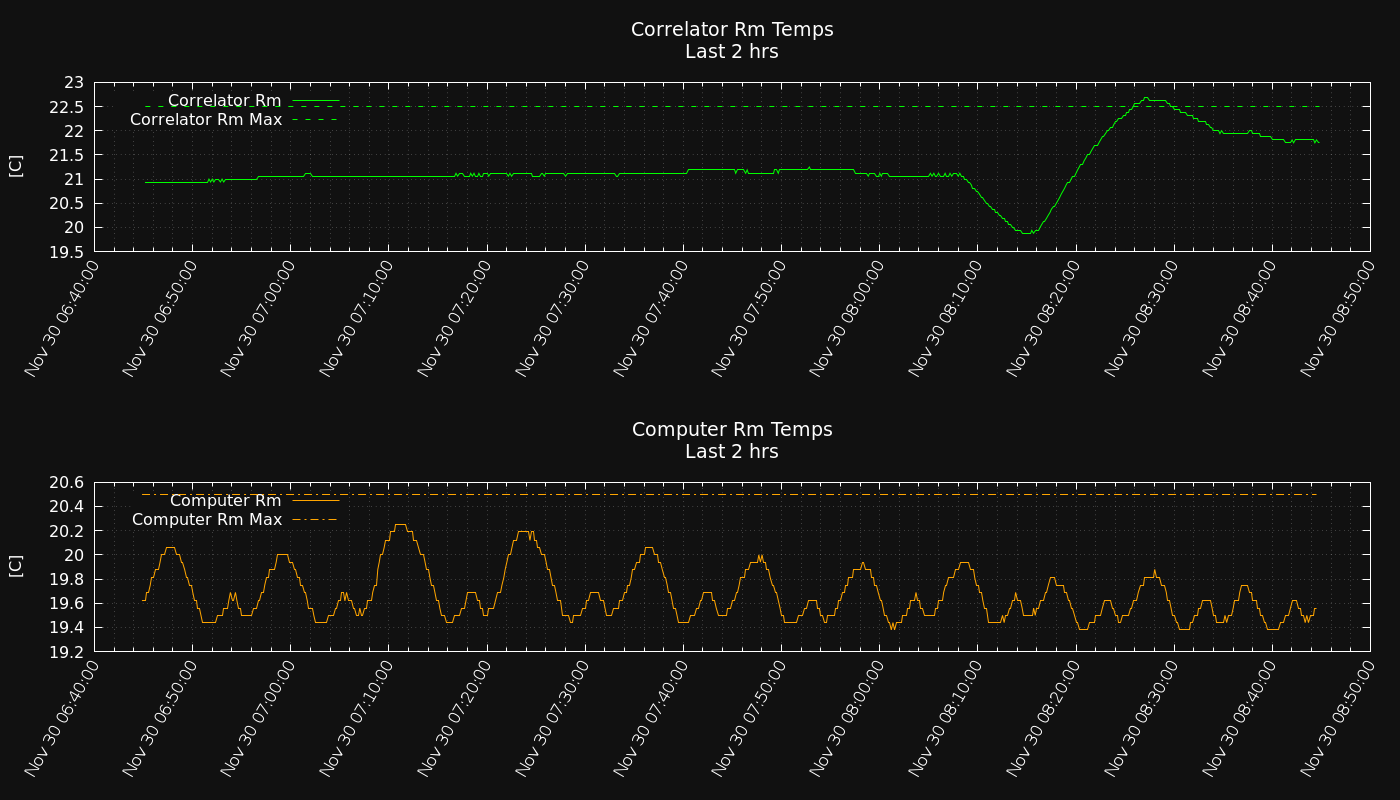 Correlator Rm Temps
Last 2 hrs
[C]
23
22.5
22
21.5
21
20.5
20
19.5
Correlator Rm
Correlator Rm Max
Nov 30 06:40:00
Nov 30 06:50:00
Nov 30 07:00:00
Nov 30 07:10:00
Nov 30 07:20:00
Nov 30 07:30:00
Nov 30 07:40:00
Nov 30 07:50:00
Nov 30 08:00:00
Nov 30 08:10:00
Nov 30 08:20:00
Nov 30 08:30:00
Nov 30 08:40:00
Nov 30 08:50:00
Computer Rm Temps
Last 2 hrs
[C]
20.6
20.4
20.2
20
19.8
19.6
19.4
19.2
Computer Rm
Computer Rm Max
Nov 30 06:40:00
Nov 30 06:50:00
Nov 30 07:00:00
Nov 30 07:10:00
Nov 30 07:20:00
Nov 30 07:30:00
Nov 30 07:40:00
Nov 30 07:50:00
Nov 30 08:00:00
Nov 30 08:10:00
Nov 30 08:20:00
Nov 30 08:30:00
Nov 30 08:40:00
Nov 30 08:50:00